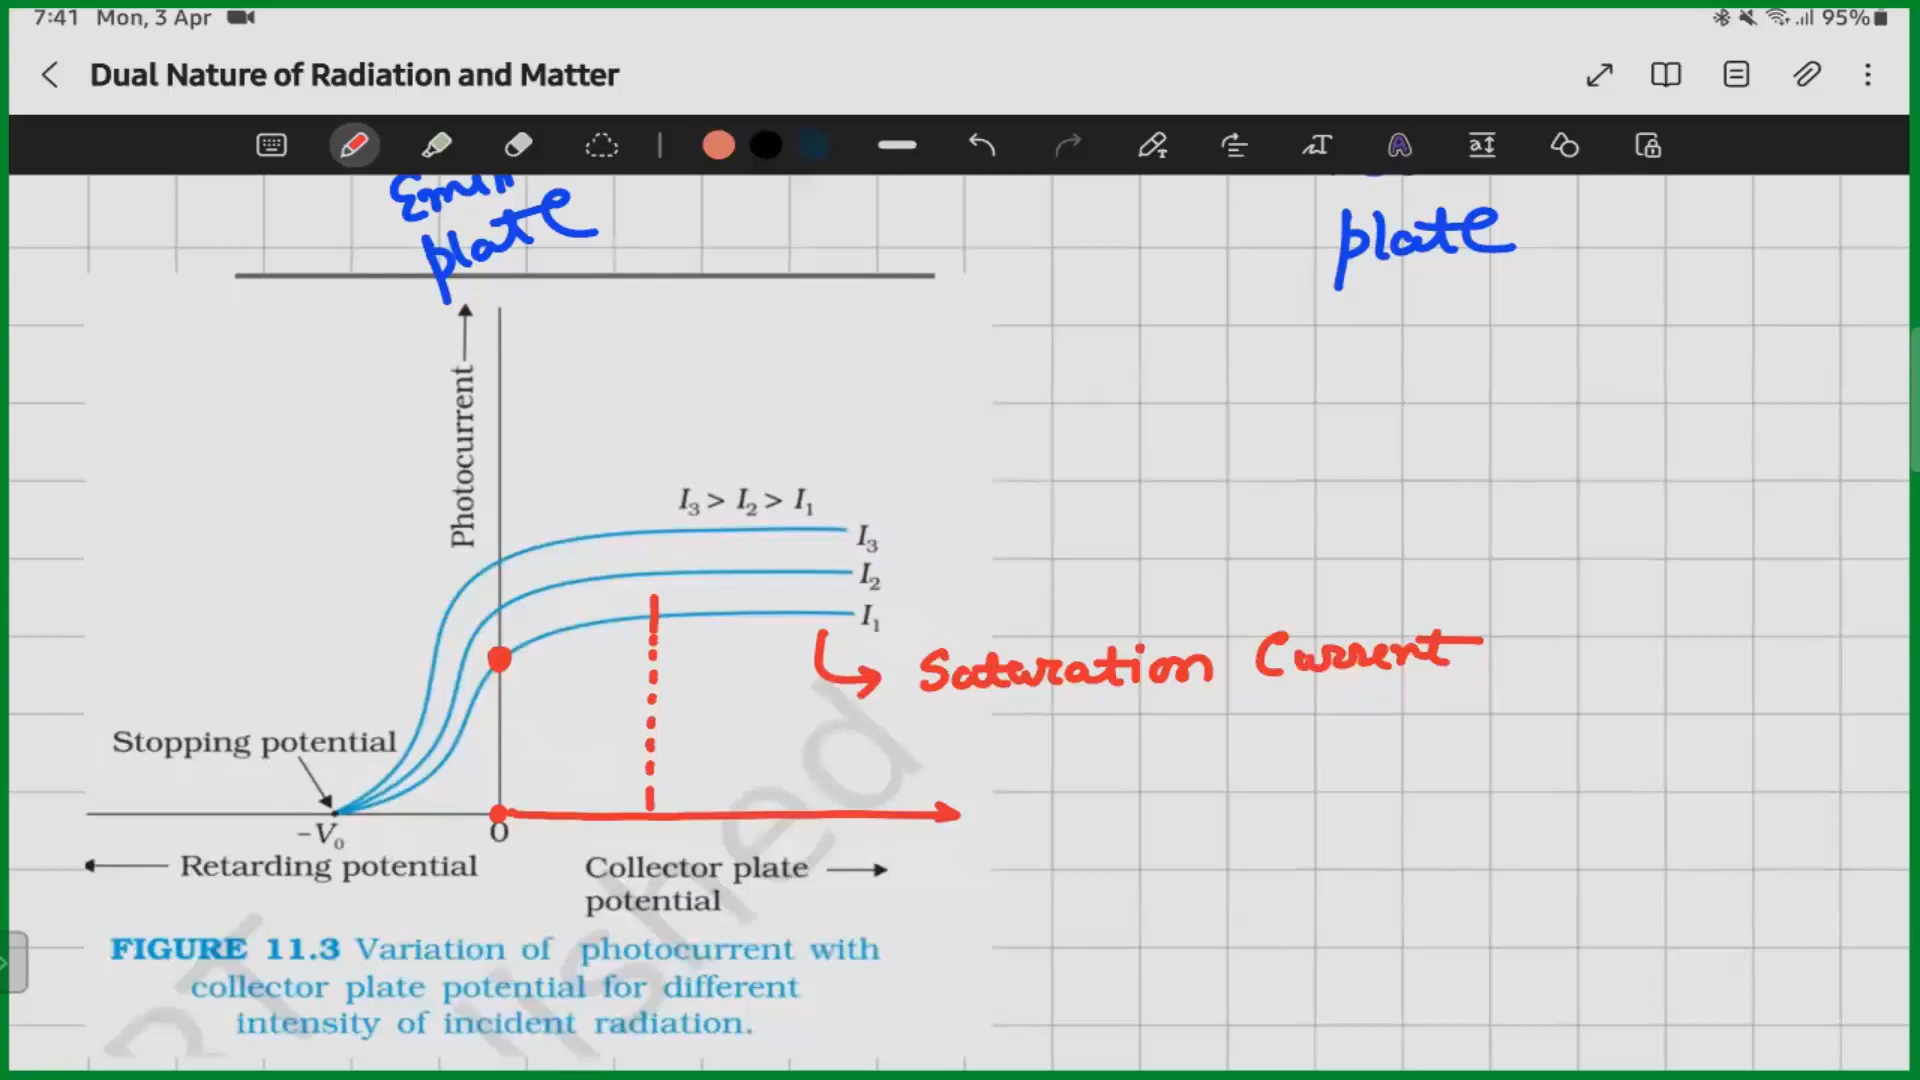 7:41 Mon, 3 Apr 95%
Dual Nature of Radiation and Matter
plate
plate
Photocurrent
I₃ > I₂ > I₁
I₃
I₂
I₁
Saturation Current
Stopping potential
−V₀
0
Retarding potential
Collector plate
potential
FIGURE 11.3 Variation of photocurrent with
collector plate potential for different
intensity of incident radiation.